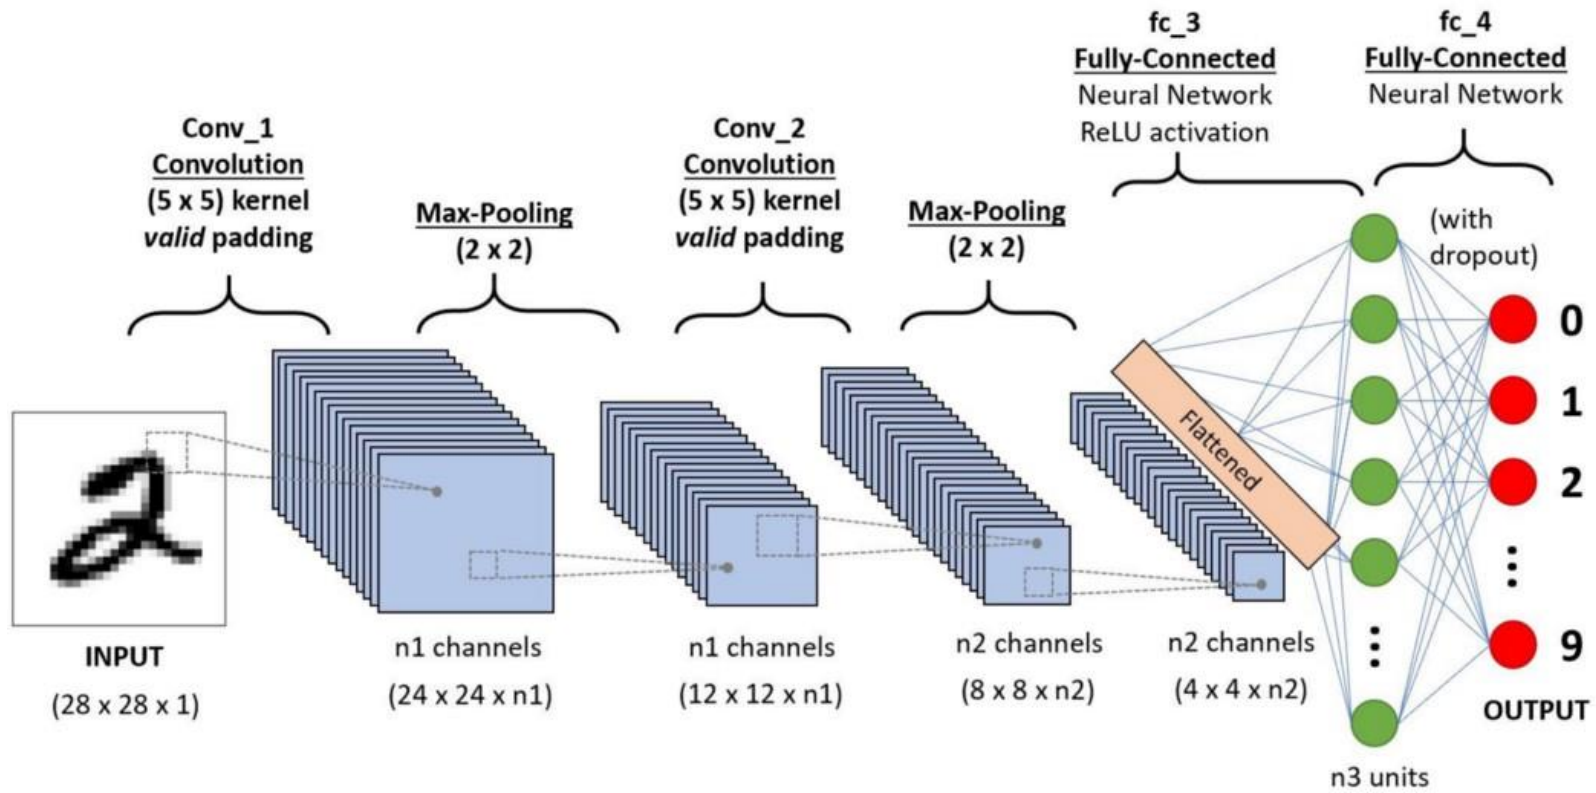 Conv_1
Convolution
(5 x 5) kernel
valid padding
Max-Pooling
(2 x 2)
Conv_2
Convolution
(5 x 5) kernel
valid padding
Max-Pooling
(2 x 2)
fc_3
Fully-Connected
Neural Network
ReLU activation
fc_4
Fully-Connected
Neural Network
(with
dropout)
Flattened
0
1
2
9
OUTPUT
2
INPUT
(28 x 28 x 1)
n1 channels
(24 x 24 x n1)
n1 channels
(12 x 12 x n1)
n2 channels
(8 x 8 x n2)
n2 channels
(4 x 4 x n2)
n3 units